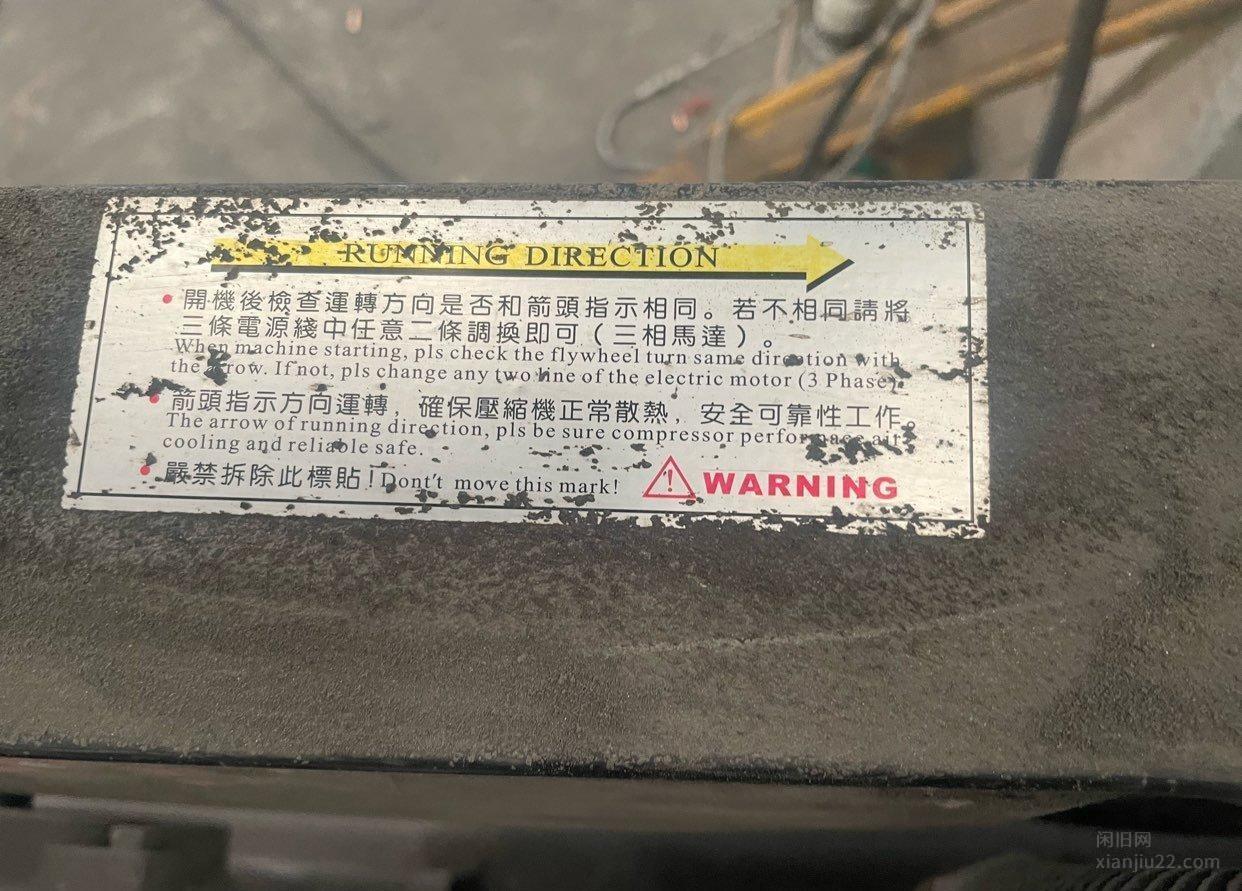 RUNNING DIRECTION
開機後檢查運轉方向是否和箭頭指示相同。若不相同請將
三條電源綫中任意二條調換即可（三相馬達）。
When machine starting, pls check the flywheel turn same direction with
the arrow. If not, pls change any two line of the electric motor (3 Phase).
箭頭指示方向運轉，確保壓縮機正常散熱，安全可靠性工作。
The arrow of running direction, pls be sure compressor performace air
cooling and reliable safe.
嚴禁拆除此標貼！Dont't move this mark!
WARNING
闲旧网
xianjiu22.com